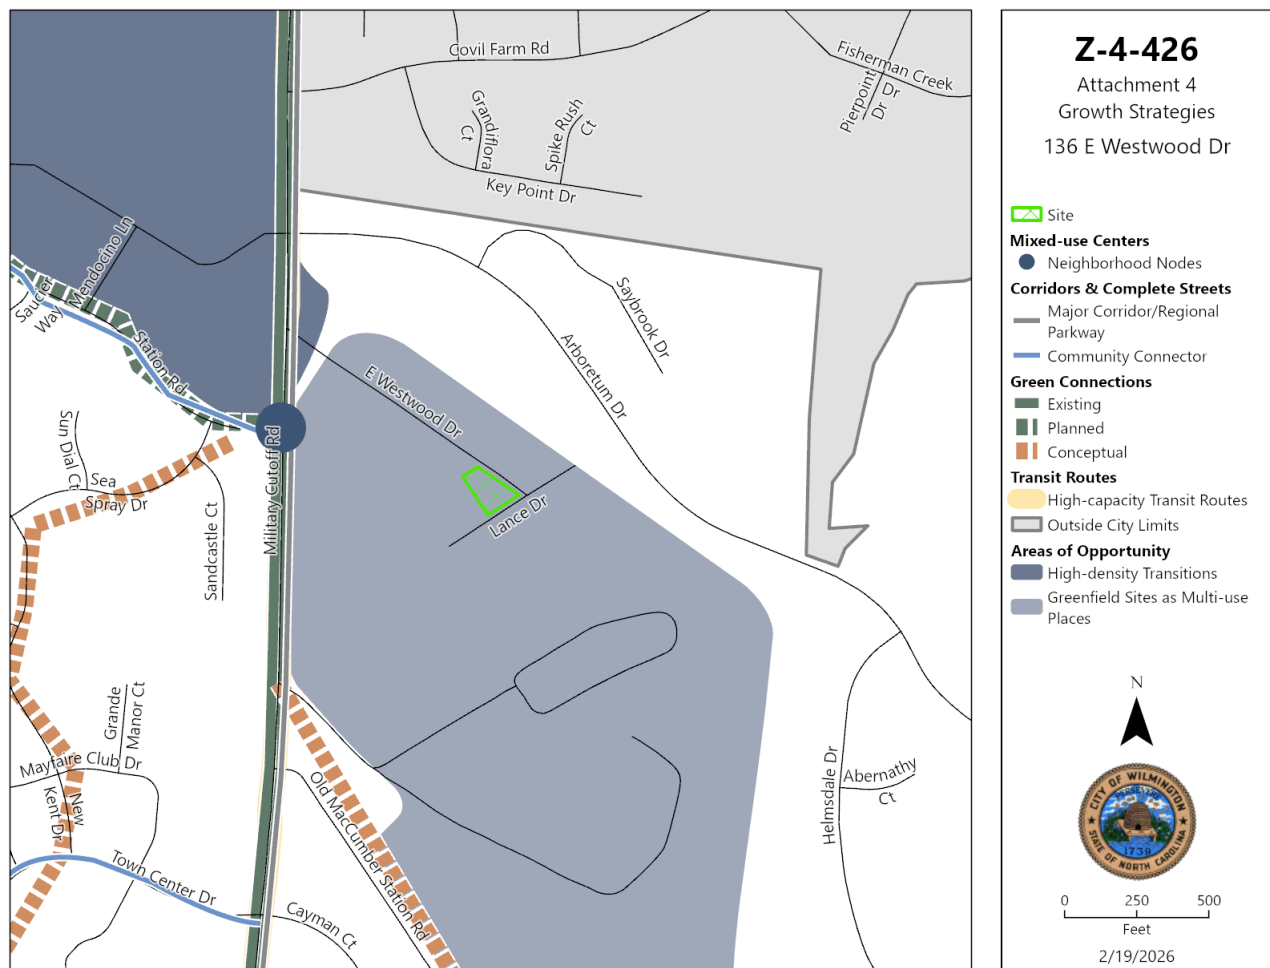 Covil Farm Rd
Fisherman Creek
Dr
Pierpoint
Dr
Grandiflora
Ct
Spike Rush
Ct
Key Point Dr
Mendocino Ln
Saucier
Way
Station Rd
Saybrook Dr
Arboretum Dr
E Westwood Dr
Lance Dr
Military Cutoff Rd
Sun Dial Ct
Sea
Spray Dr
Sandcastle Ct
Grande
Manor Ct
Mayfaire Club Dr
New
Kent Dr
Town Center Dr
Cayman Ct
Old MacCumber Station Rd
Helmsdale Dr
Abernathy
Ct
Z-4-426
Attachment 4
Growth Strategies
136 E Westwood Dr
Site
Mixed-use Centers
Neighborhood Nodes
Corridors & Complete Streets
Major Corridor/Regional
Parkway
Community Connector
Green Connections
Existing
Planned
Conceptual
Transit Routes
High-capacity Transit Routes
Outside City Limits
Areas of Opportunity
High-density Transitions
Greenfield Sites as Multi-use
Places
N
CITY OF WILMINGTON
PERSEVERE
1739
STATE OF NORTH CAROLINA
0 250 500
Feet
2/19/2026